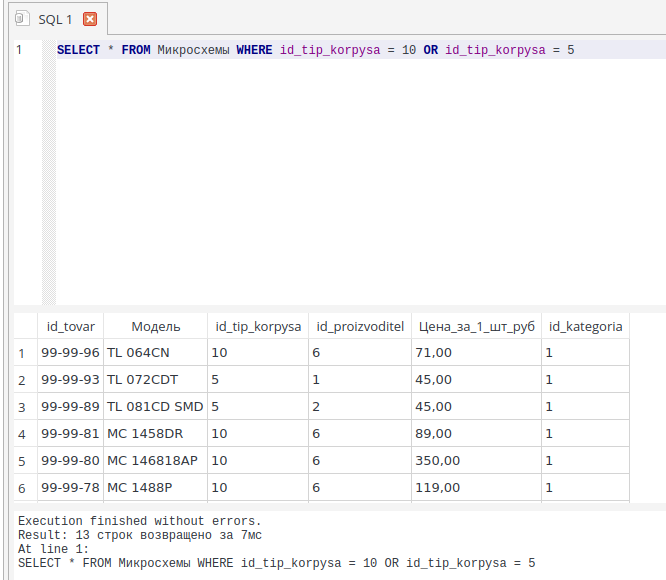 SQL 1
1 SELECT * FROM Микросхемы WHERE id_tip_korpysa = 10 OR id_tip_korpysa = 5
id_tovar Модель id_tip_korpysa id_proizvoditel Цена_за_1_шт_руб id_kategoria
1 99-99-96 TL 064CN 10 6 71,00 1
2 99-99-93 TL 072CDT 5 1 45,00 1
3 99-99-89 TL 081CD SMD 5 2 45,00 1
4 99-99-81 MC 1458DR 10 6 89,00 1
5 99-99-80 MC 146818AP 10 6 350,00 1
6 99-99-78 MC 1488P 10 6 119,00 1
Execution finished without errors.
Result: 13 строк возвращено за 7мс
At line 1:
SELECT * FROM Микросхемы WHERE id_tip_korpysa = 10 OR id_tip_korpysa = 5